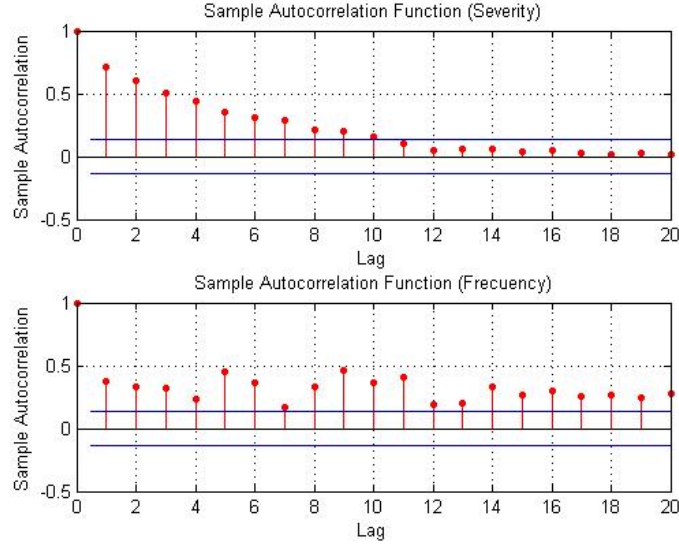 Sample Autocorrelation Function (Severity)
1
0.5
0
-0.5
Sample Autocorrelation
0 2 4 6 8 10 12 14 16 18 20
Lag
Sample Autocorrelation Function (Frecuency)
1
0.5
0
-0.5
Sample Autocorrelation
0 2 4 6 8 10 12 14 16 18 20
Lag